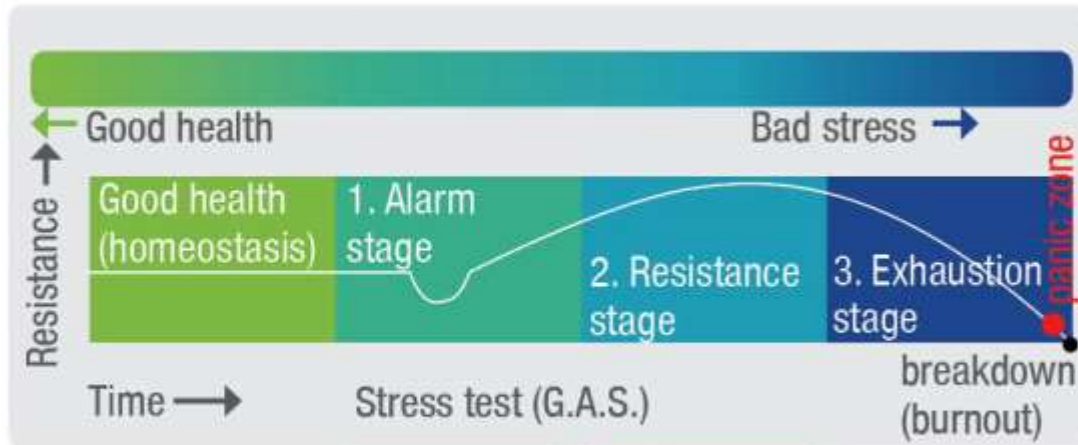 Good health
Bad stress
Resistance
Good health
(homeostasis)
1. Alarm
stage
2. Resistance
stage
3. Exhaustion
stage
panic zone
breakdown
(burnout)
Time
Stress test (G.A.S.)